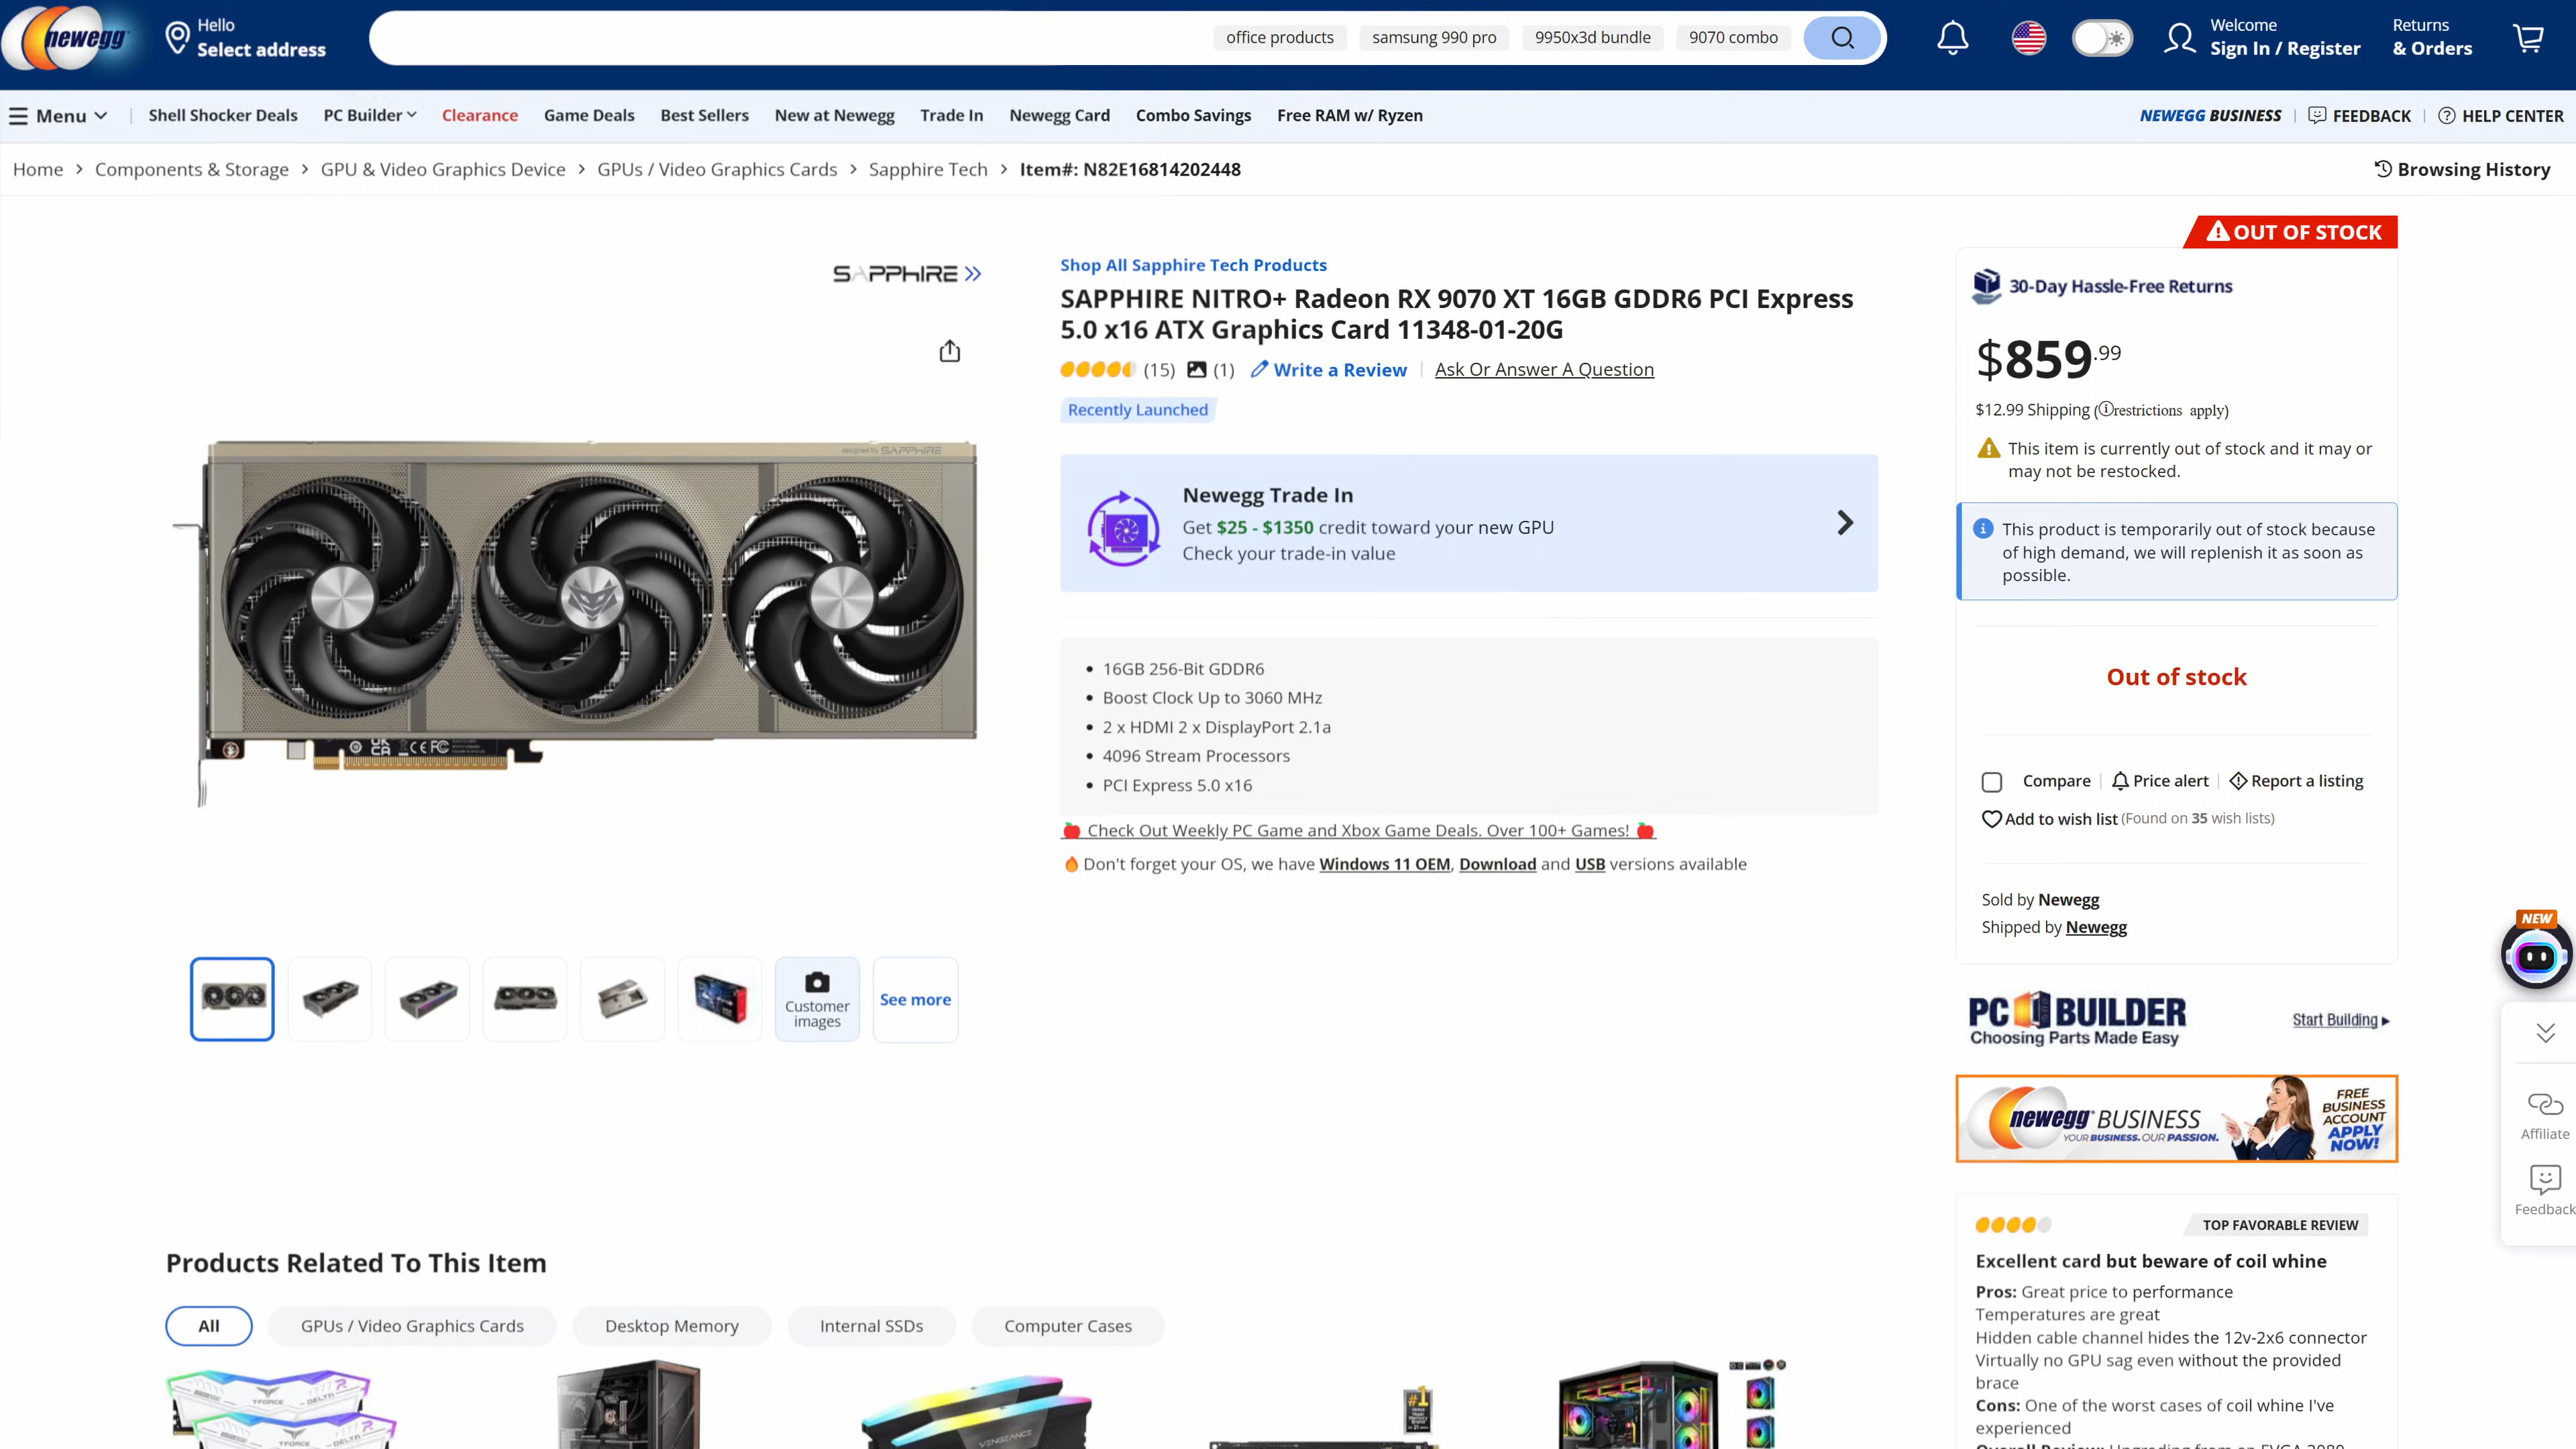 newegg
Hello
Select address
office products
samsung 990 pro
9950x3d bundle
9070 combo
Welcome
Sign In / Register
Returns
& Orders
Menu
Shell Shocker Deals
PC Builder
Clearance
Game Deals
Best Sellers
New at Newegg
Trade In
Newegg Card
Combo Savings
Free RAM w/ Ryzen
NEWEGG BUSINESS
FEEDBACK
HELP CENTER
Home > Components & Storage > GPU & Video Graphics Device > GPUs / Video Graphics Cards > Sapphire Tech > Item#: N82E16814202448
Browsing History
OUT OF STOCK
SAPPHIRE
designed by SAPPHIRE
Shop All Sapphire Tech Products
SAPPHIRE NITRO+ Radeon RX 9070 XT 16GB GDDR6 PCI Express
5.0 x16 ATX Graphics Card 11348-01-20G
(15) (1) Write a Review | Ask Or Answer A Question
Recently Launched
Newegg Trade In
Get $25 - $1350 credit toward your new GPU
Check your trade-in value
• 16GB 256-Bit GDDR6
• Boost Clock Up to 3060 MHz
• 2 x HDMI 2 x DisplayPort 2.1a
• 4096 Stream Processors
• PCI Express 5.0 x16
Check Out Weekly PC Game and Xbox Game Deals. Over 100+ Games!
Don't forget your OS, we have Windows 11 OEM, Download and USB versions available
Customer
images
See more
30-Day Hassle-Free Returns
$859.99
$12.99 Shipping (restrictions apply)
This item is currently out of stock and it may or
may not be restocked.
This product is temporarily out of stock because
of high demand, we will replenish it as soon as
possible.
Out of stock
Compare
Price alert
Report a listing
Add to wish list (Found on 35 wish lists)
Sold by Newegg
Shipped by Newegg
NEW
PC BUILDER
Choosing Parts Made Easy
Start Building
newegg BUSINESS
YOUR BUSINESS. OUR PASSION.
FREE
BUSINESS
ACCOUNT
APPLY
NOW!
Affiliate
Feedback
TOP FAVORABLE REVIEW
Excellent card but beware of coil whine
Pros: Great price to performance
Temperatures are great
Hidden cable channel hides the 12v-2x6 connector
Virtually no GPU sag even without the provided
brace
Cons: One of the worst cases of coil whine I've
experienced
Products Related To This Item
All
GPUs / Video Graphics Cards
Desktop Memory
Internal SSDs
Computer Cases
T-FORCE DELTA R
T-FORCE DELTA
VENGEANCE
#1